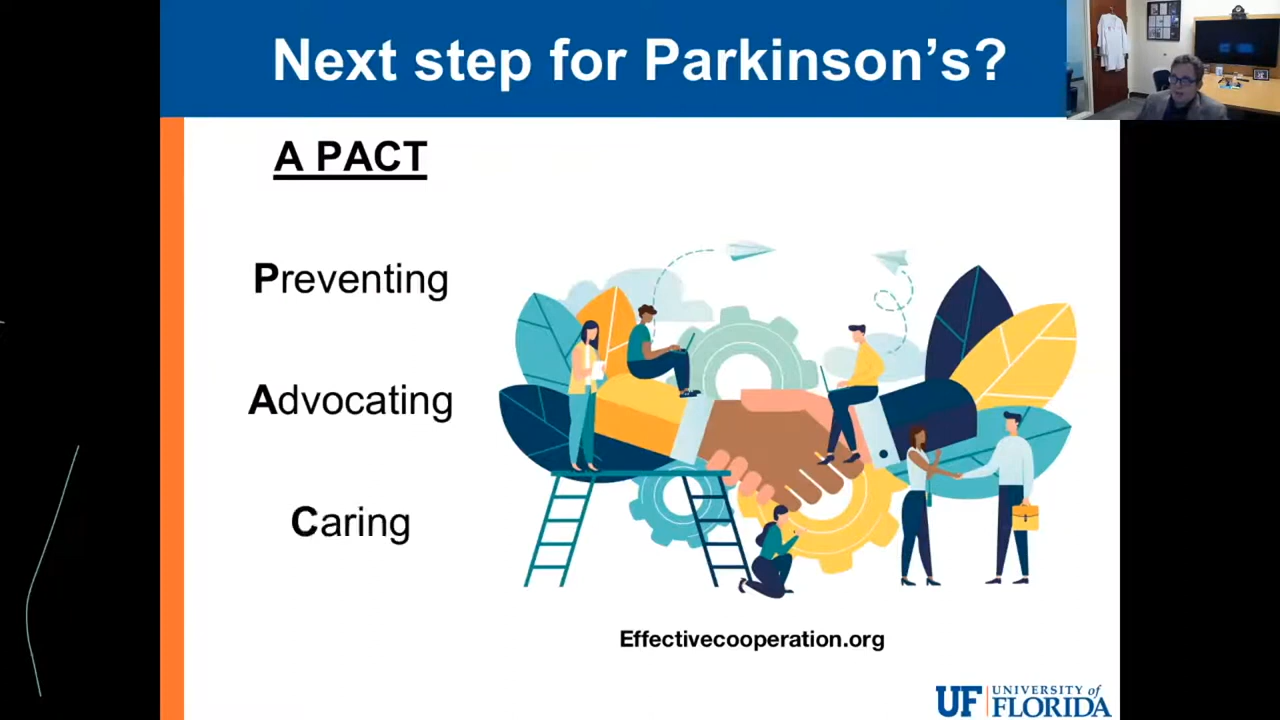 Next step for Parkinson’s?
A PACT
Preventing
Advocating
Caring
Effectivecooperation.org
UF UNIVERSITY of
FLORIDA